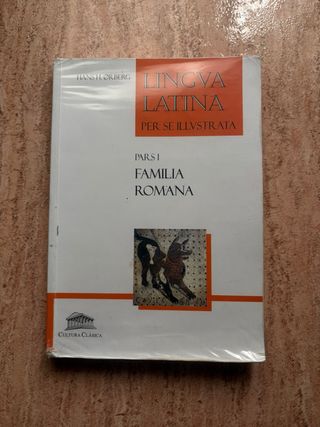 HANS H. ØRBERG
LINGVA
LATINA
PER SE ILLVSTRATA
PARS I
FAMILIA
ROMANA
CULTURA CLÁSICA